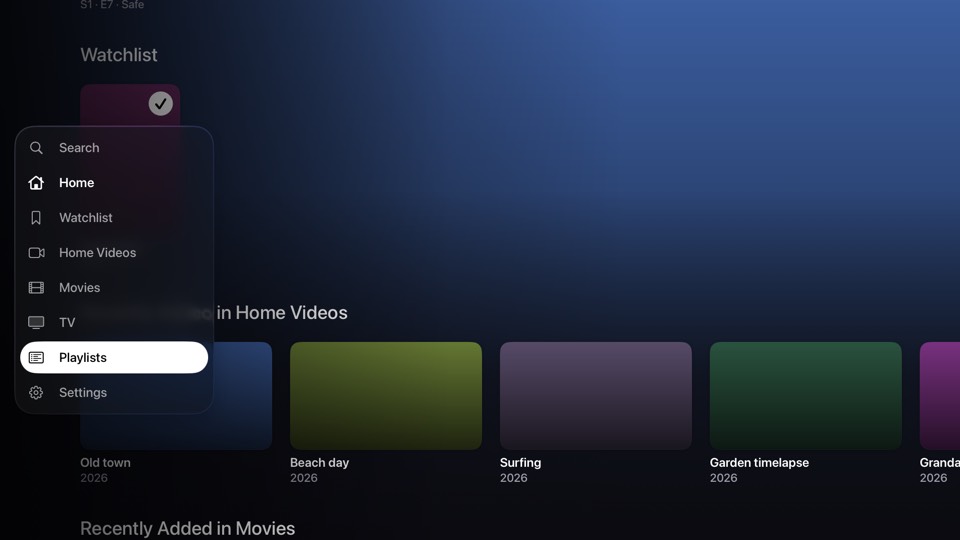 S1 · E7 · Safe
Watchlist
Search
Home
Watchlist
Home Videos
Movies
TV
Playlists
Settings
in Home Videos
Old town
2026
Beach day
2026
Surfing
2026
Garden timelapse
2026
Granda
2026
Recently Added in Movies